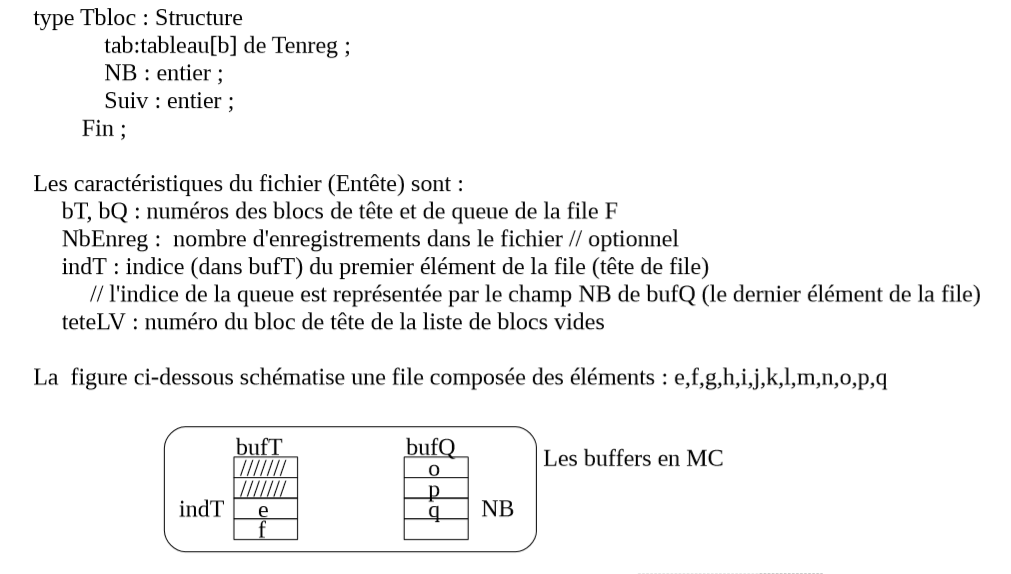 type Tbloc : Structure
tab:tableau[b] de Tenreg ;
NB : entier ;
Suiv : entier ;
Fin ;
Les caractéristiques du fichier (Entête) sont :
bT, bQ : numéros des blocs de tête et de queue de la file F
NbEnreg : nombre d'enregistrements dans le fichier // optionnel
indT : indice (dans bufT) du premier élément de la file (tête de file)
// l'indice de la queue est représentée par le champ NB de bufQ (le dernier élément de la file)
teteLV : numéro du bloc de tête de la liste de blocs vides
La figure ci-dessous schématise une file composée des éléments : e,f,g,h,i,j,k,l,m,n,o,p,q
bufT bufQ Les buffers en MC
/////// o
/////// p
indT e q NB
f